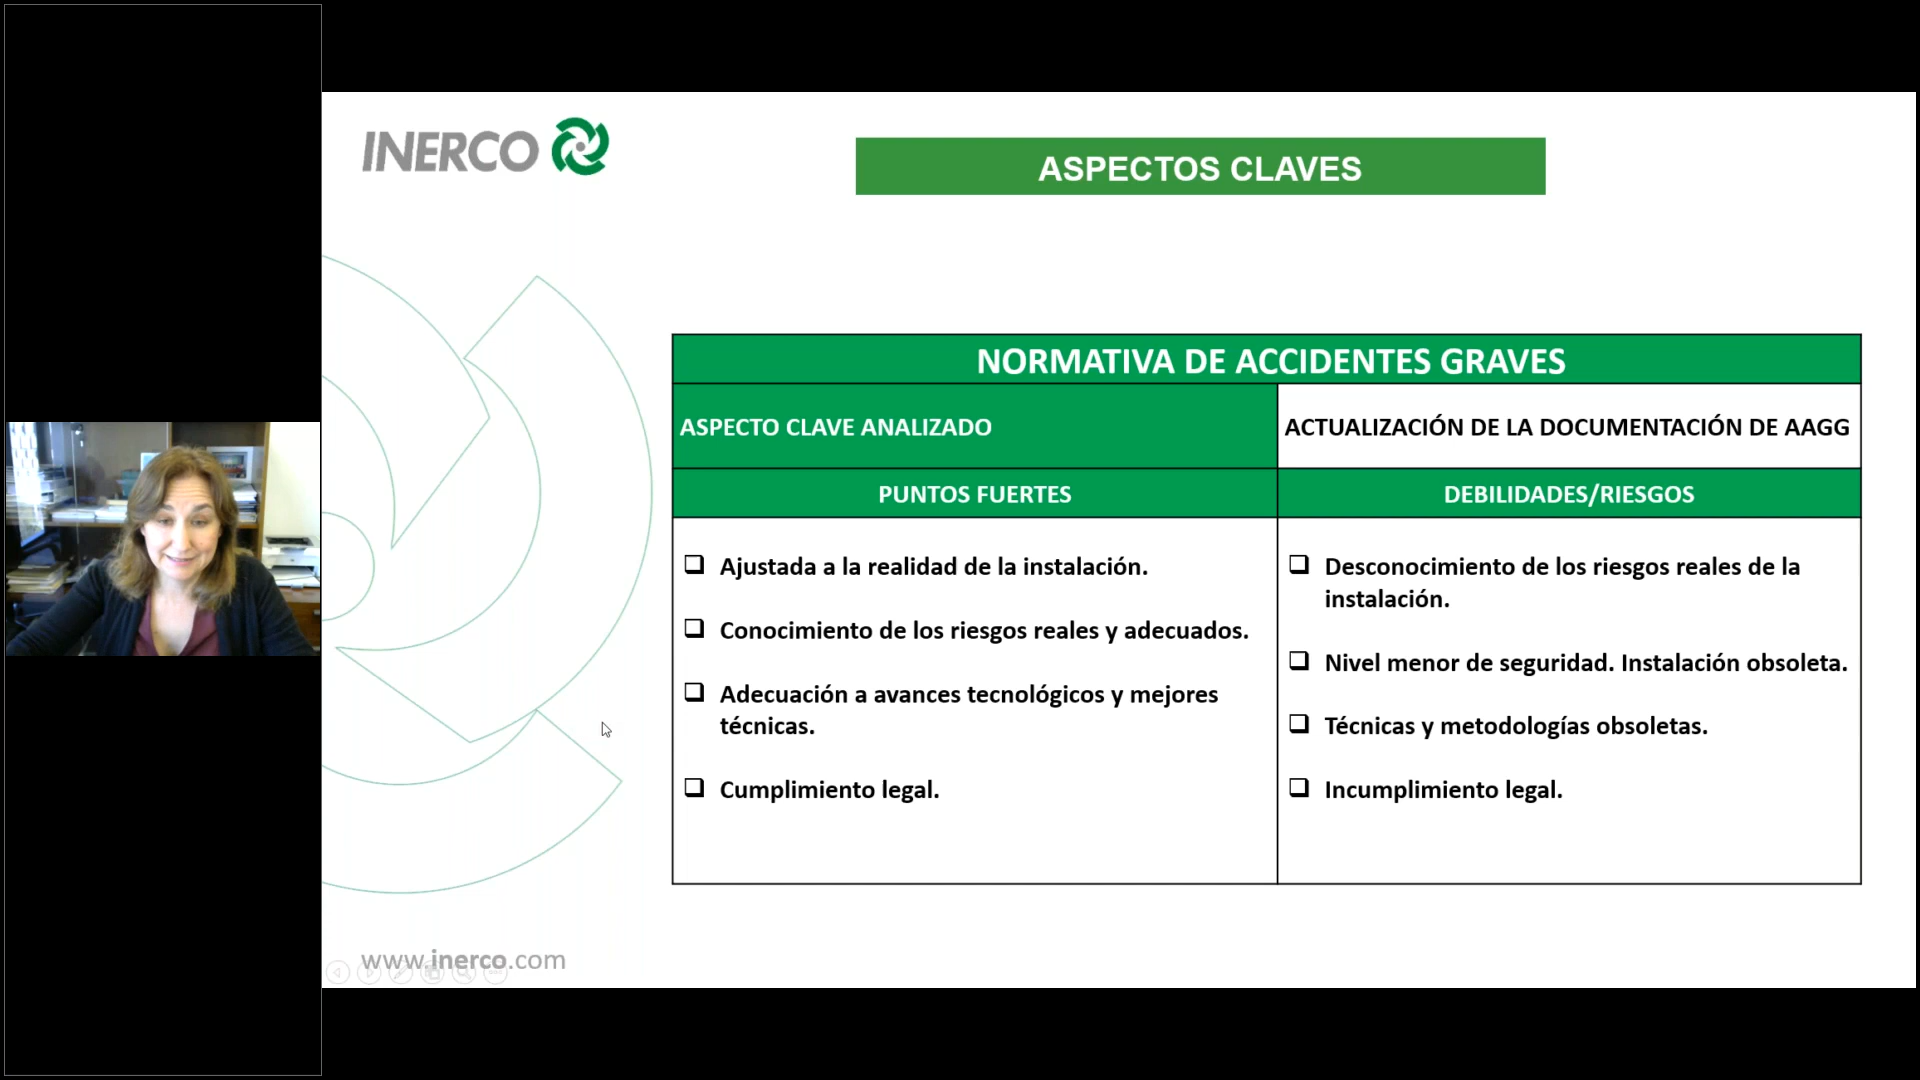 INERCO
ASPECTOS CLAVES
NORMATIVA DE ACCIDENTES GRAVES
ASPECTO CLAVE ANALIZADO
ACTUALIZACIÓN DE LA DOCUMENTACIÓN DE AAGG
PUNTOS FUERTES
DEBILIDADES/RIESGOS
Ajustada a la realidad de la instalación.
Conocimiento de los riesgos reales y adecuados.
Adecuación a avances tecnológicos y mejores
técnicas.
Cumplimiento legal.
Desconocimiento de los riesgos reales de la
instalación.
Nivel menor de seguridad. Instalación obsoleta.
Técnicas y metodologías obsoletas.
Incumplimiento legal.
www.inerco.com